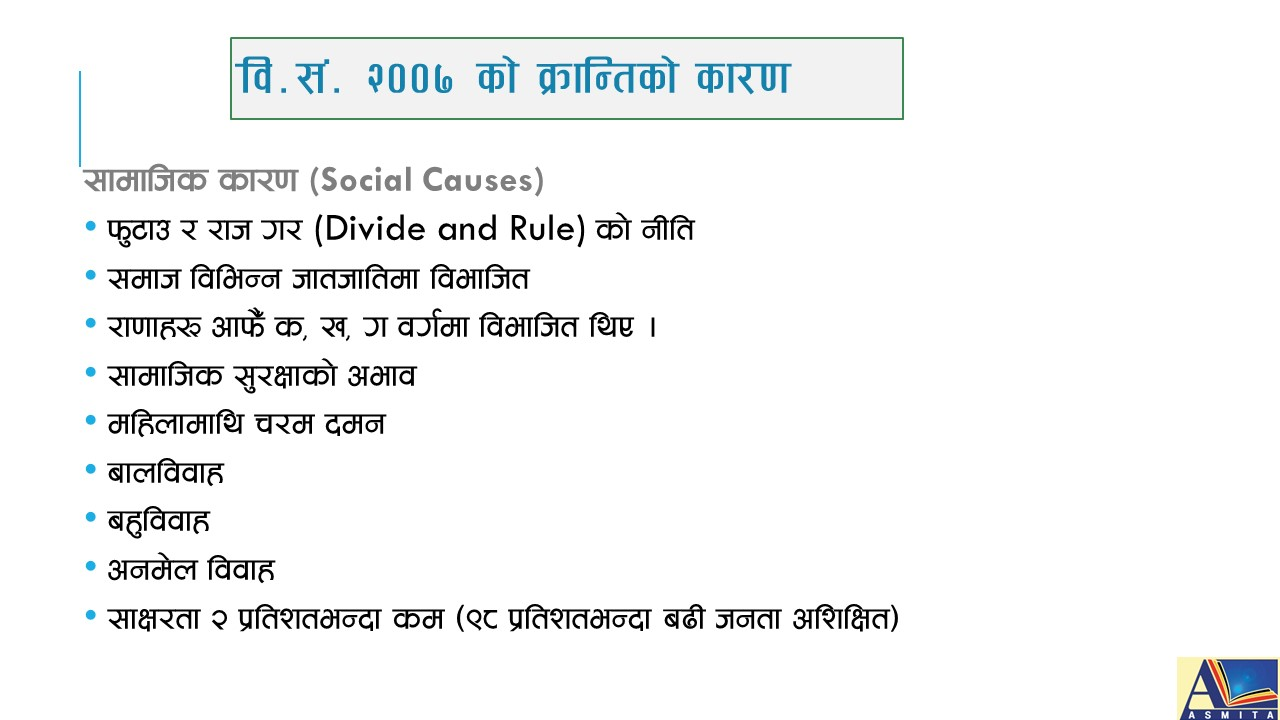 वि.सं. २००७ को क्रान्तिको कारण
सामाजिक कारण (Social Causes)
• फुटाउ र राज गर (Divide and Rule) को नीति
• समाज विभिन्न जातजातिमा विभाजित
• राणाहरु आफैँ क, ख, ग वर्गमा विभाजित थिए ।
• सामाजिक सुरक्षाको अभाव
• महिलामाथि चरम दमन
• बालविवाह
• बहुविवाह
• अनमेल विवाह
• साक्षरता २ प्रतिशतभन्दा कम (९८ प्रतिशतभन्दा बढी जनता अशिक्षित)
ASMITA